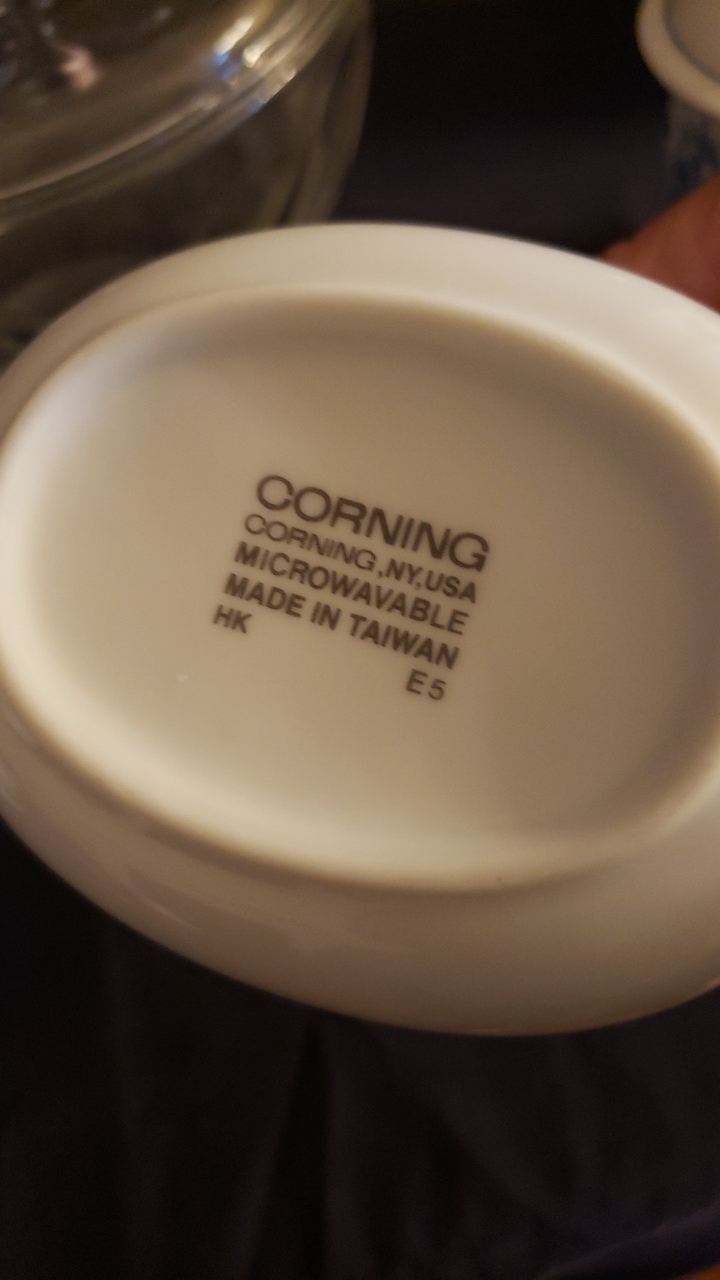 CORNING
CORNING, NY, USA
MICROWAVABLE
MADE IN TAIWAN
HK
E5